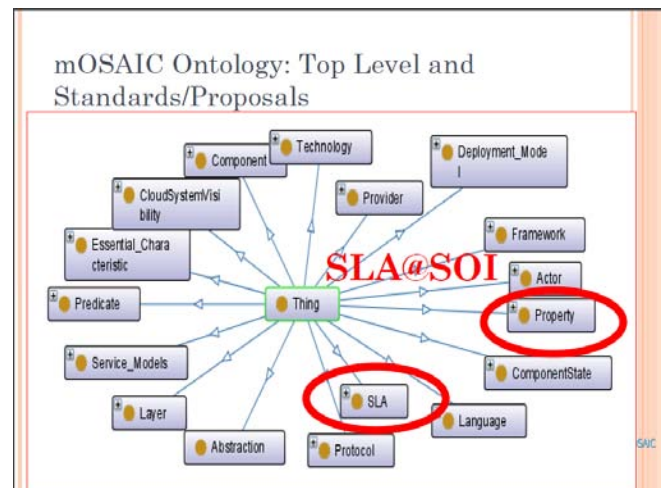 mOSAIC Ontology: Top Level and
Standards/Proposals
Technology
Component
Deployment_Mode
l
CloudSystemVisi
bility
Provider
Essential_Chara
cteristic
Framework
SLA@SOI
Actor
Predicate
Thing
Property
Service_Models
ComponentState
SLA
Layer
Language
Abstraction
Protocol
SAIC